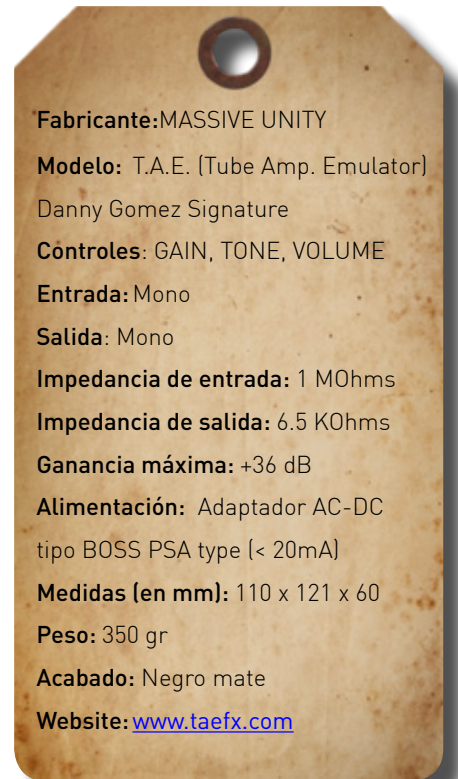 Fabricante:MASSIVE UNITY
Modelo: T.A.E. (Tube Amp. Emulator)
Danny Gomez Signature
Controles: GAIN, TONE, VOLUME
Entrada: Mono
Salida: Mono
Impedancia de entrada: 1 MOhms
Impedancia de salida: 6.5 KOhms
Ganancia máxima: +36 dB
Alimentación: Adaptador AC-DC
tipo BOSS PSA type (< 20mA)
Medidas (en mm): 110 x 121 x 60
Peso: 350 gr
Acabado: Negro mate
Website: www.taefx.com